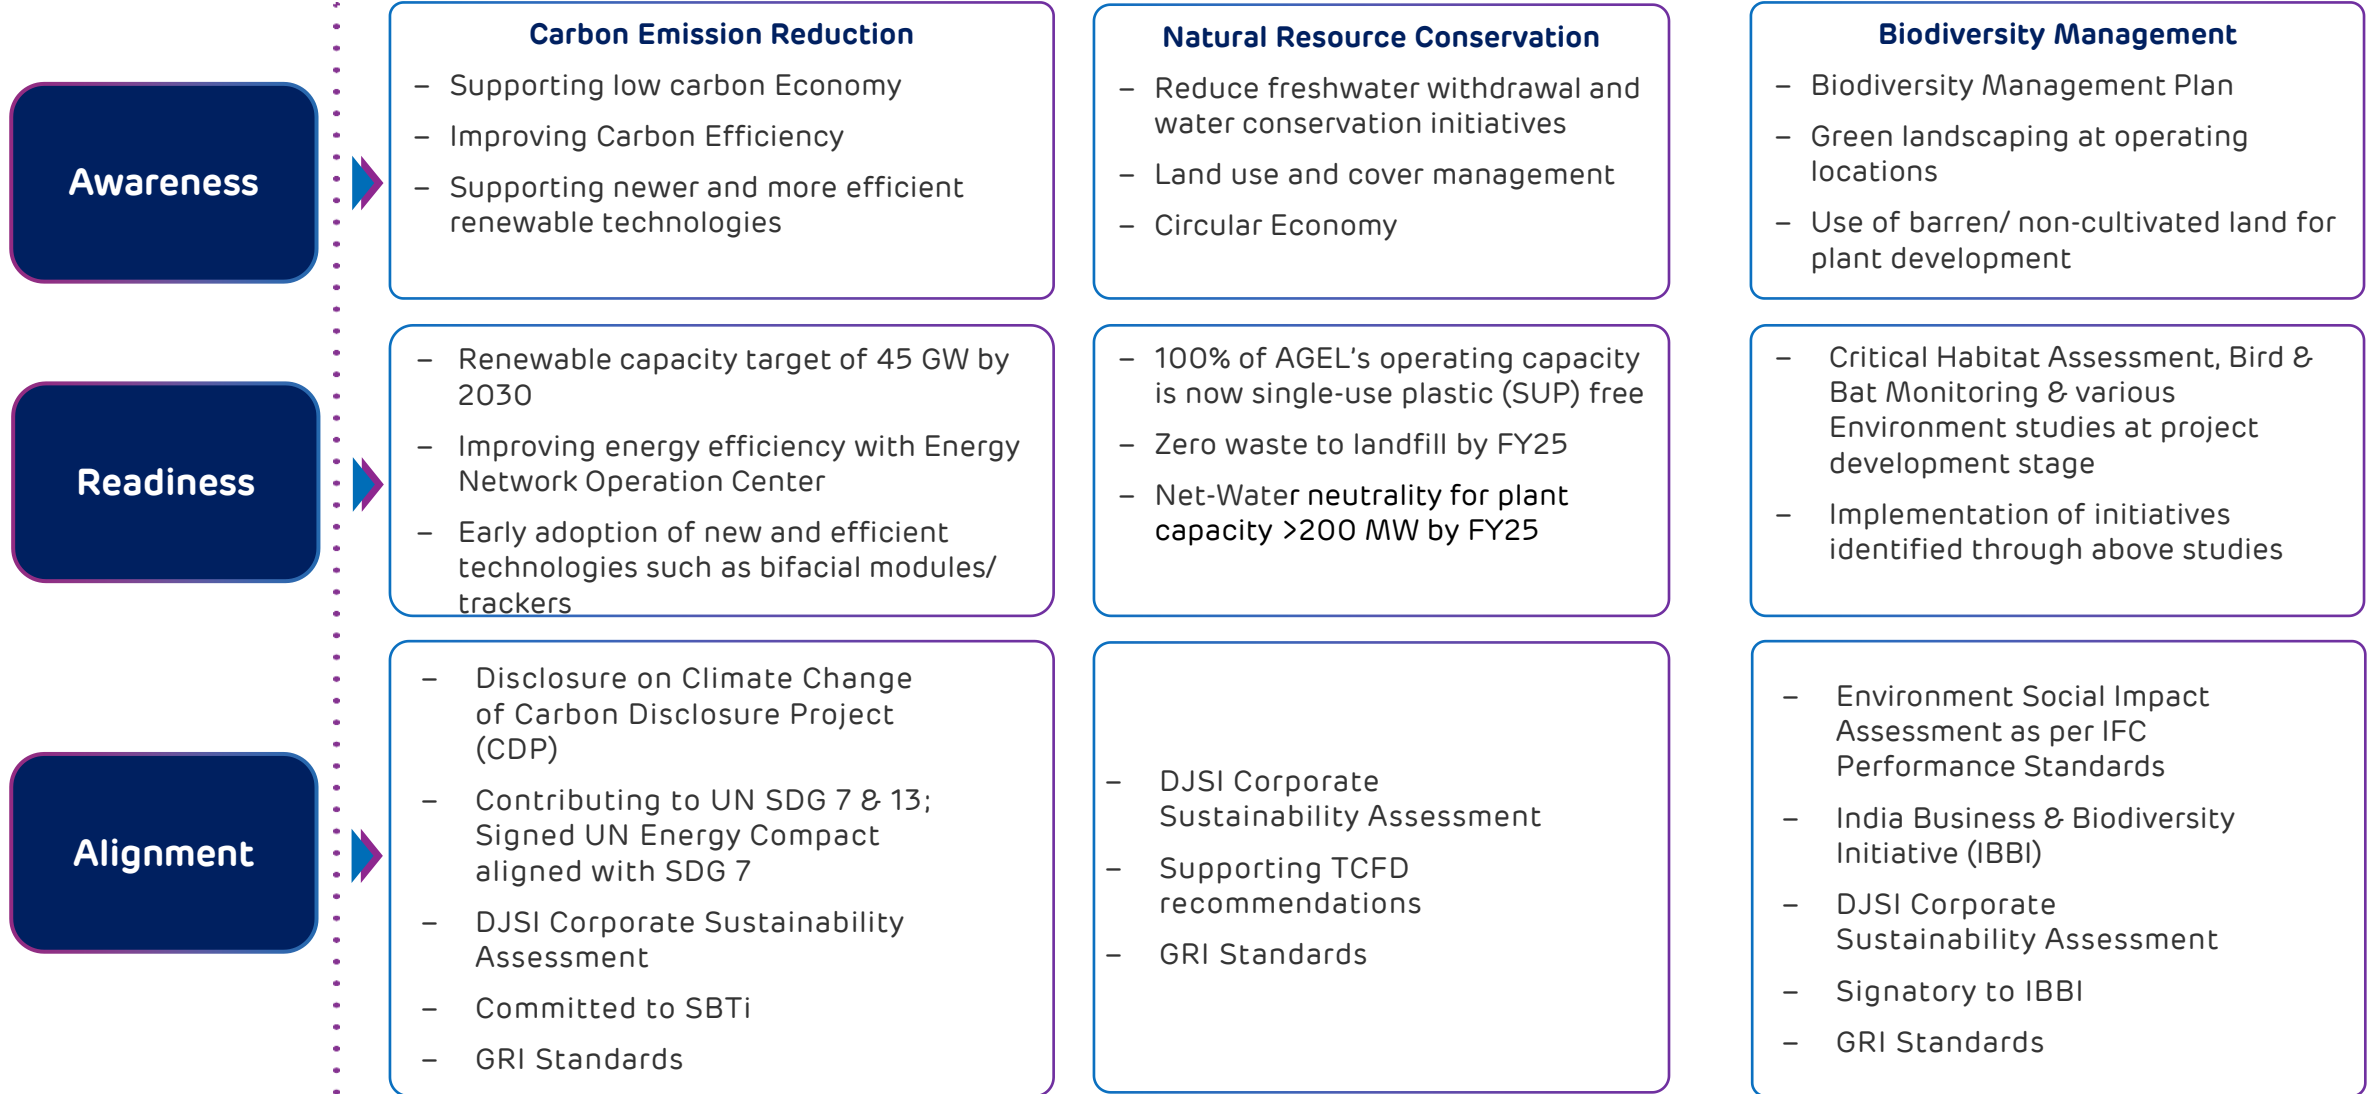 Awareness
Carbon Emission Reduction
– Supporting low carbon Economy
– Improving Carbon Efficiency
– Supporting newer and more efficient
renewable technologies
Natural Resource Conservation
– Reduce freshwater withdrawal and
water conservation initiatives
– Land use and cover management
– Circular Economy
Biodiversity Management
– Biodiversity Management Plan
– Green landscaping at operating
locations
– Use of barren/ non-cultivated land for
plant development
Readiness
– Renewable capacity target of 45 GW by
2030
– Improving energy efficiency with Energy
Network Operation Center
– Early adoption of new and efficient
technologies such as bifacial modules/
trackers
– 100% of AGEL’s operating capacity
is now single-use plastic (SUP) free
– Zero waste to landfill by FY25
– Net-Water neutrality for plant
capacity >200 MW by FY25
– Critical Habitat Assessment, Bird &
Bat Monitoring & various
Environment studies at project
development stage
– Implementation of initiatives
identified through above studies
Alignment
– Disclosure on Climate Change
of Carbon Disclosure Project
(CDP)
– Contributing to UN SDG 7 & 13;
Signed UN Energy Compact
aligned with SDG 7
– DJSI Corporate Sustainability
Assessment
– Committed to SBTi
– GRI Standards
– DJSI Corporate
Sustainability Assessment
– Supporting TCFD
recommendations
– GRI Standards
– Environment Social Impact
Assessment as per IFC
Performance Standards
– India Business & Biodiversity
Initiative (IBBI)
– DJSI Corporate
Sustainability Assessment
– Signatory to IBBI
– GRI Standards